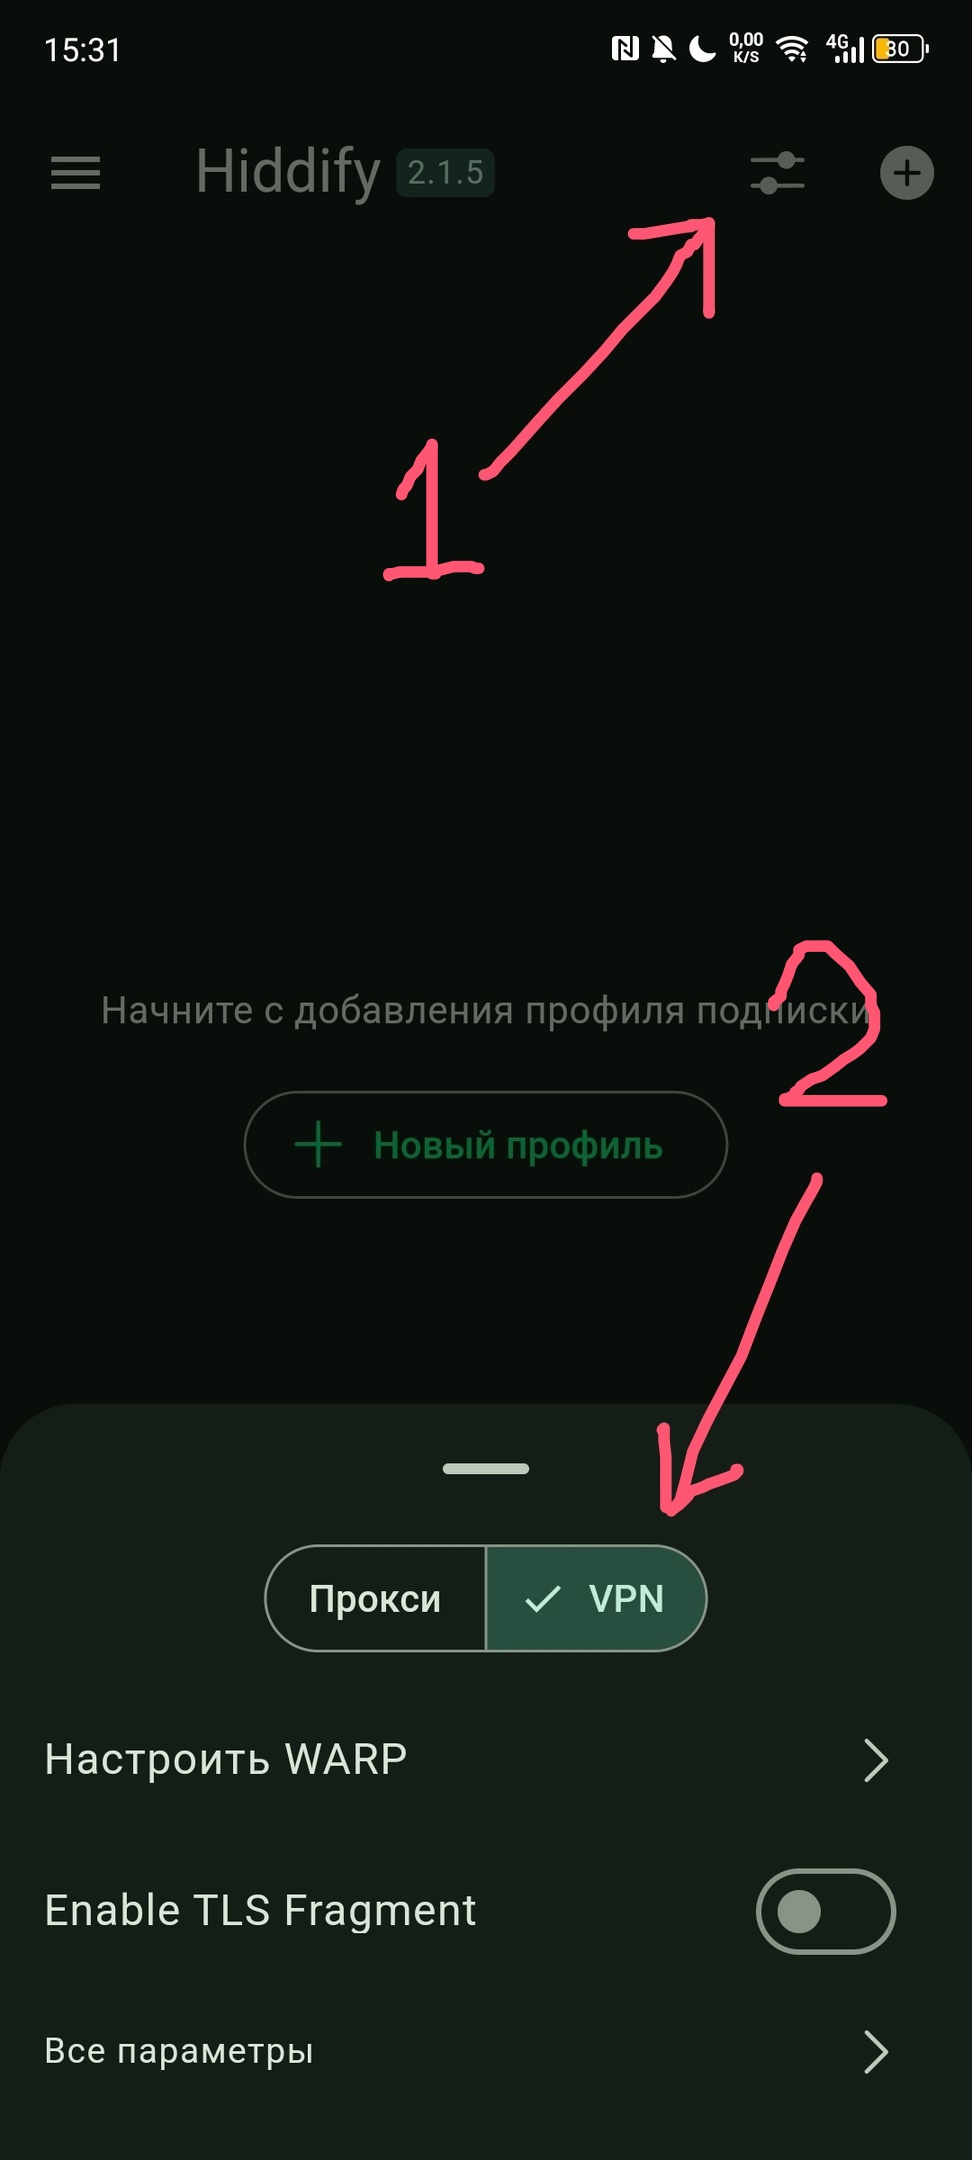 15:31 0,00 K/S 4G 30
Hiddify 2.1.5
1
2
Начните с добавления профиля подписки
Новый профиль
Прокси VPN
Настроить WARP
Enable TLS Fragment
Все параметры